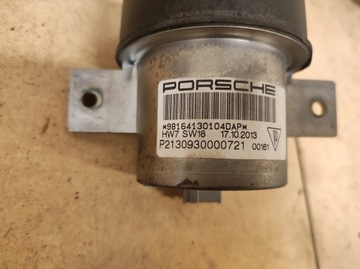 PORSCHE
*98164130104DAP*
HW7 SW18 17.10.2013
P2130930000721 00161